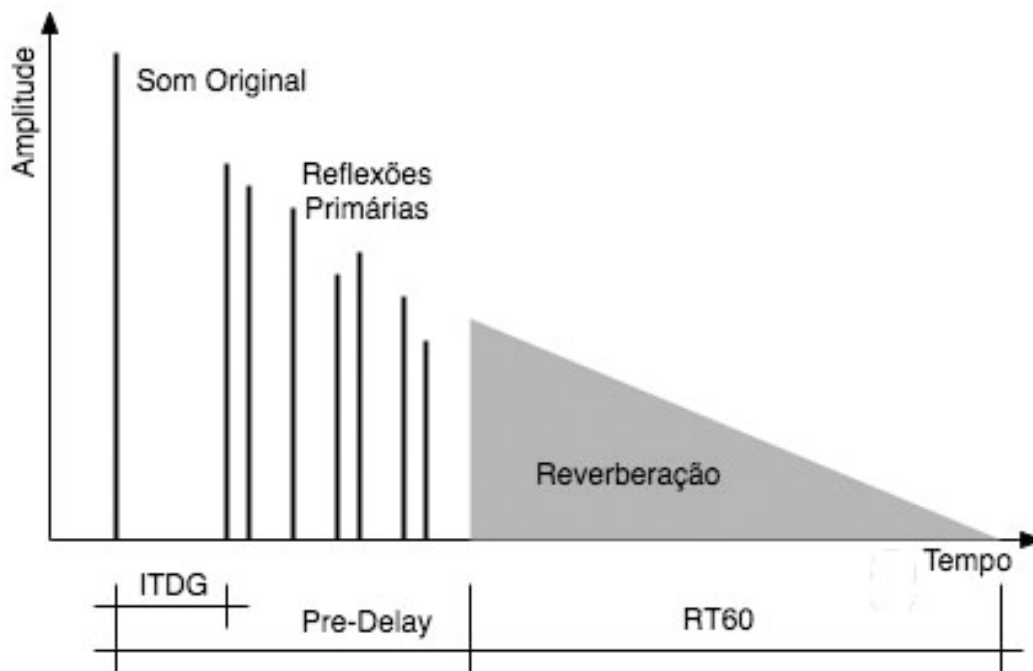 Amplitude
Som Original
Reflexões
Primárias
Reverberação
Tempo
ITDG
Pre-Delay
RT60